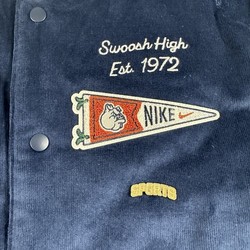 Swoosh High
Est. 1972
NIKE
SPORTS